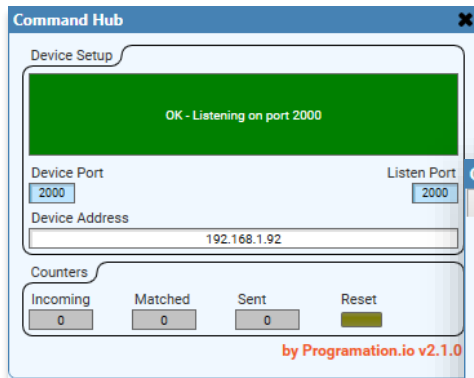 Command Hub
Device Setup
OK - Listening on port 2000
Device Port
Listen Port
2000
2000
Device Address
192.168.1.92
Counters
Incoming
Matched
Sent
Reset
0
0
0
by Programation.io v2.1.0